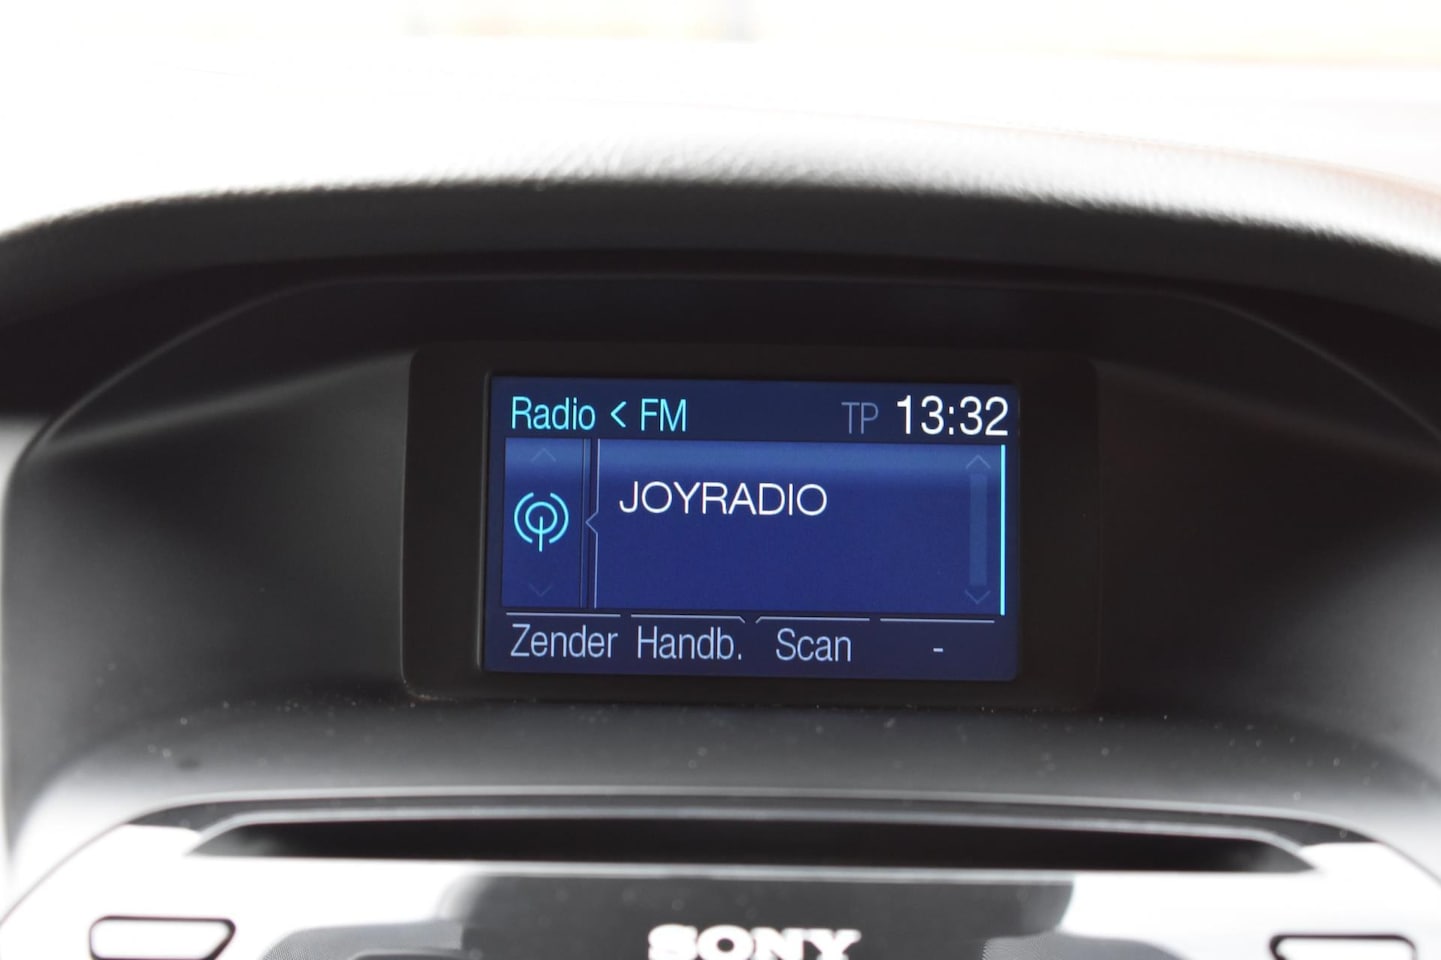 Radio < FM TP 13:32
JOYRADIO
Zender Handb. Scan -
SONY